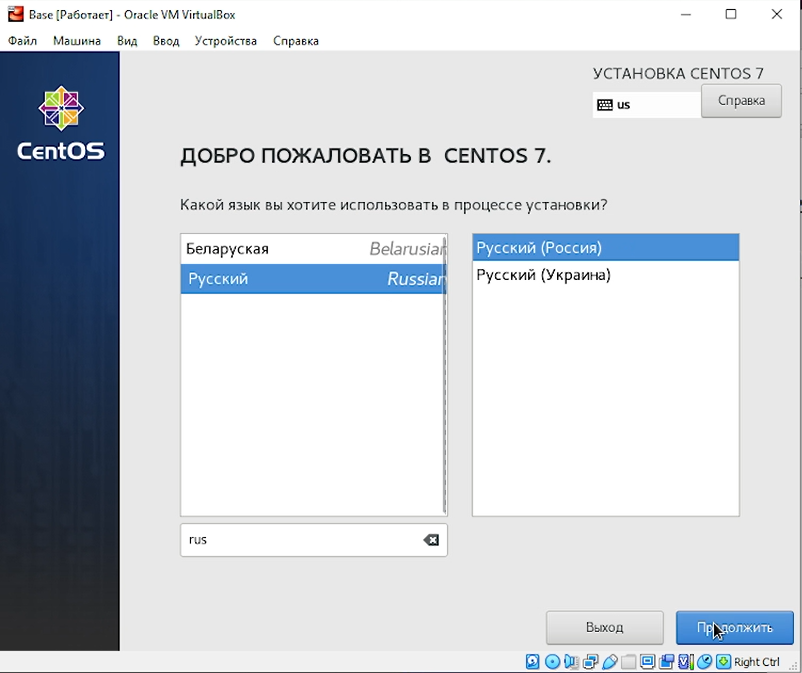 Base [Работает] - Oracle VM VirtualBox
Файл Машина Вид Ввод Устройства Справка
УСТАНОВКА CENTOS 7
us Справка
CentOS
ДОБРО ПОЖАЛОВАТЬ В CENTOS 7.
Какой язык вы хотите использовать в процессе установки?
Беларуская Belarusian
Русский Russian
Русский (Россия)
Русский (Украина)
rus
Выход Продолжить
Right Ctrl